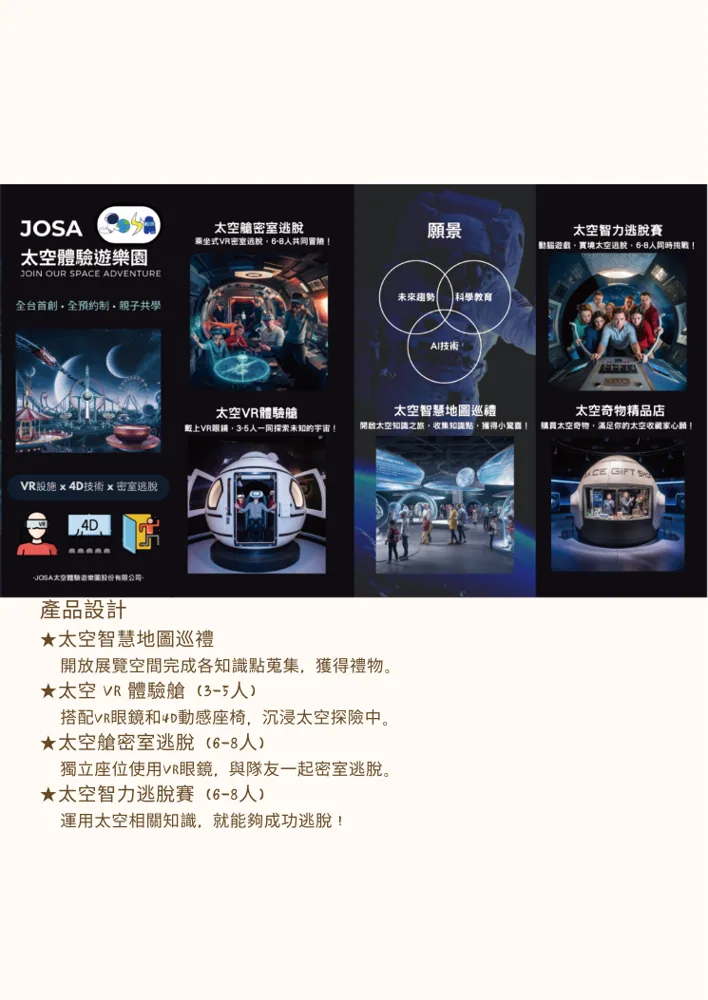 JOSA
JOSA
太空體驗遊樂園
JOIN OUR SPACE ADVENTURE
全台首創・全預約制・親子共學
VR設施 x 4D技術 x 密室逃脫
VR
4D
-JOSA太空體驗遊樂園股份有限公司-
太空艙密室逃脫
乘坐式VR密室逃脫，6-8人共同冒險！
太空VR體驗艙
戴上VR眼鏡，3-5人一同探索未知的宇宙！
願景
未來趨勢
科學教育
AI技術
太空智慧地圖巡禮
開啟太空知識之旅，收集知識點，獲得小驚喜！
太空智力逃脫賽
動腦遊戲，實境太空逃脫，6-8人同時挑戰！
太空奇物精品店
購買太空奇物，滿足你的太空收藏家心願！
產品設計
★太空智慧地圖巡禮
開放展覽空間完成各知識點蒐集，獲得禮物。
★太空 VR 體驗艙（3-5人）
搭配VR眼鏡和4D動感座椅，沉浸太空探險中。
★太空艙密室逃脫（6-8人）
獨立座位使用VR眼鏡，與隊友一起密室逃脫。
★太空智力逃脫賽（6-8人）
運用太空相關知識，就能夠成功逃脫！